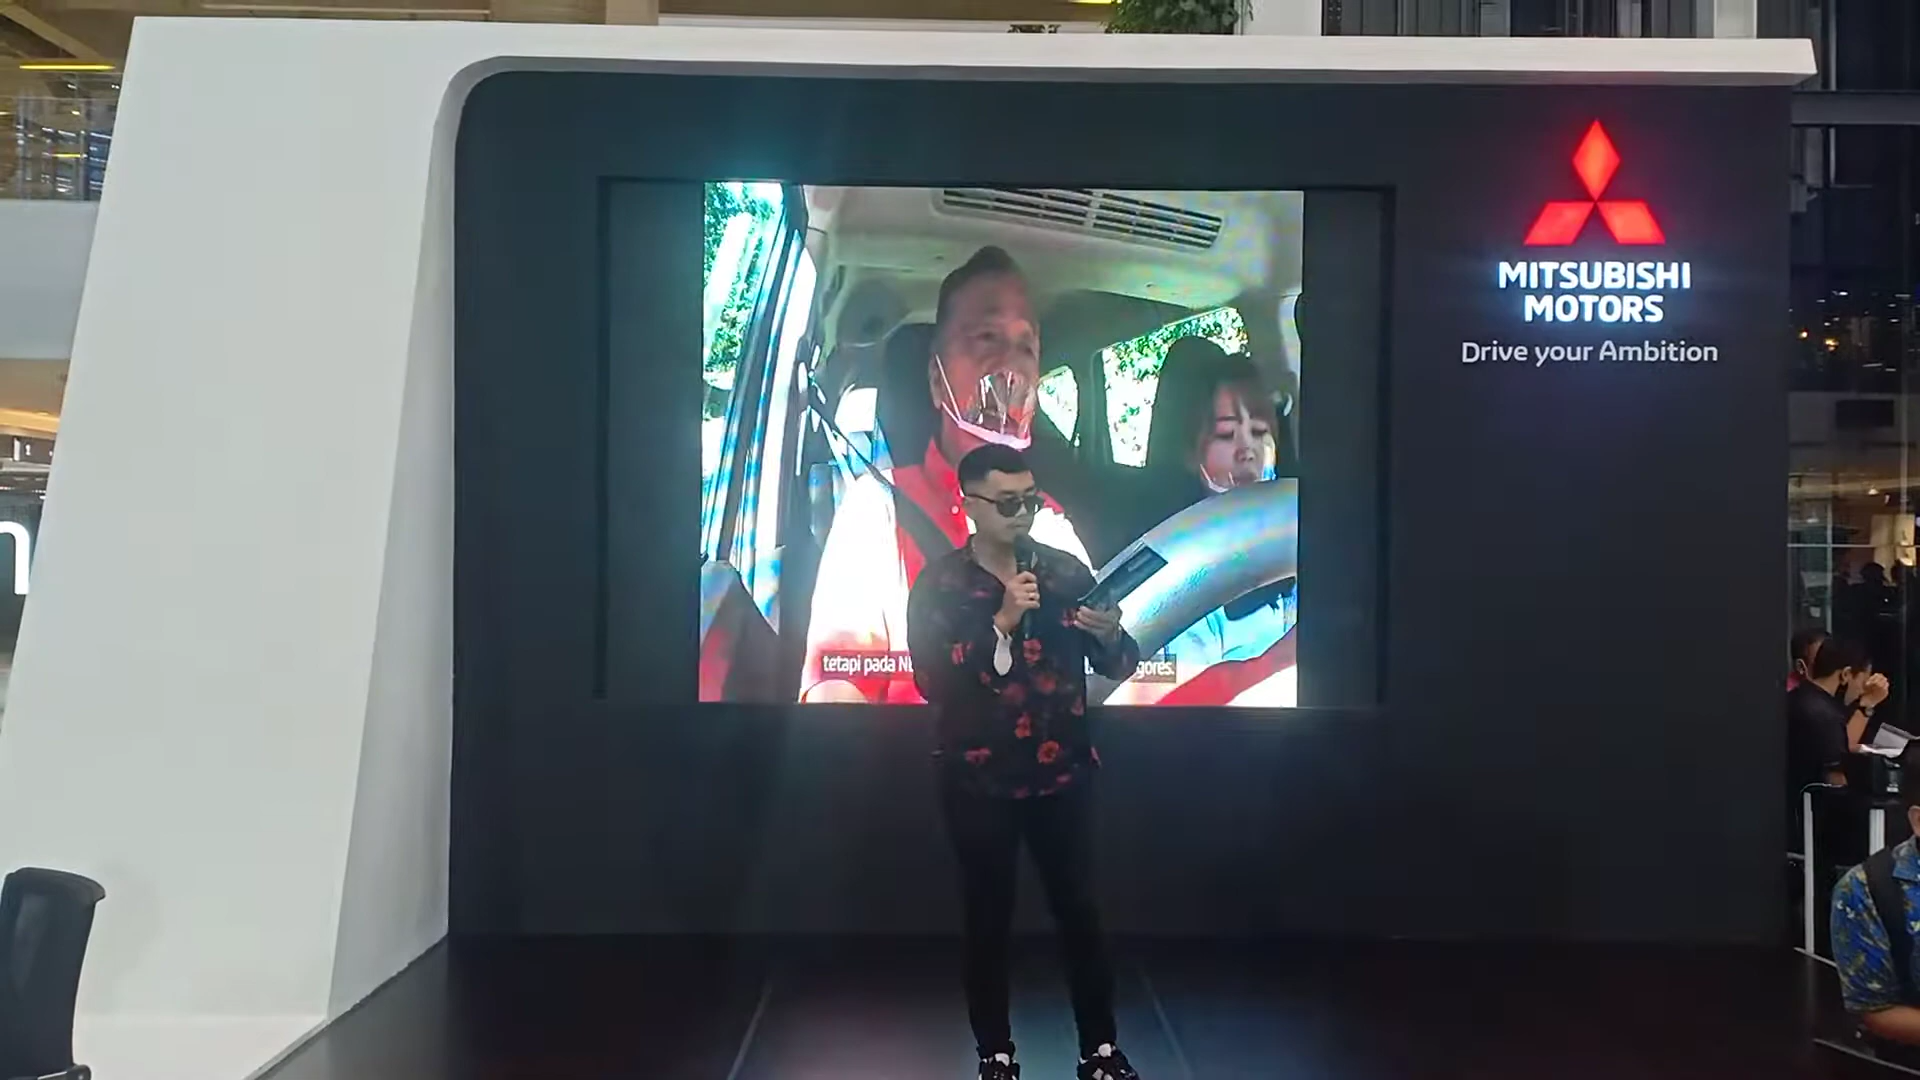 MITSUBISHI
MOTORS
Drive your Ambition
tetapi pada
gores.